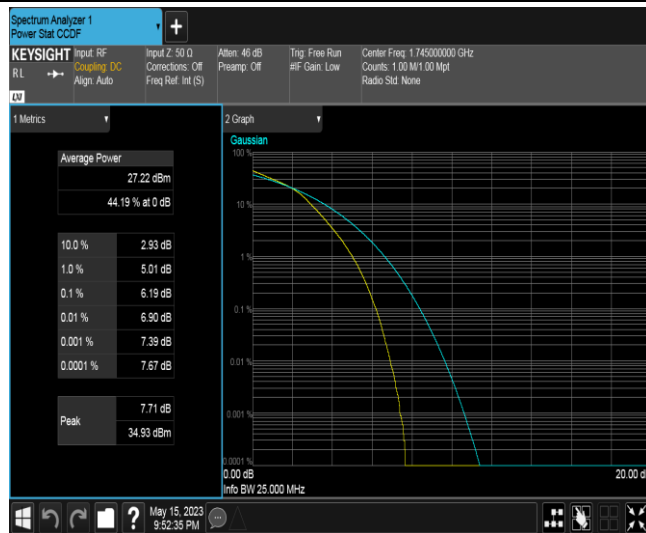 Spectrum Analyzer 1
Power Stat CCDF
+
KEYSIGHT
RL
Input: RF
Coupling: DC
Align: Auto
Input Z: 50 Ω
Corrections: Off
Freq Ref: Int (S)
Atten: 46 dB
Preamp: Off
Trig: Free Run
#IF Gain: Low
Center Freq: 1.745000000 GHz
Counts: 1.00 M/1.00 Mpt
Radio Std: None
1 Metrics
Average Power
27.22 dBm
44.19 % at 0 dB
10.0 % 2.93 dB
1.0 % 5.01 dB
0.1 % 6.19 dB
0.01 % 6.90 dB
0.001 % 7.39 dB
0.0001 % 7.67 dB
Peak
7.71 dB
34.93 dBm
2 Graph
Gaussian
100 %
10 %
1 %
0.1 %
0.01 %
0.001 %
0.0001 %
0.00 dB
20.00 d
Info BW 25.000 MHz
?
May 15, 2023
9:52:35 PM